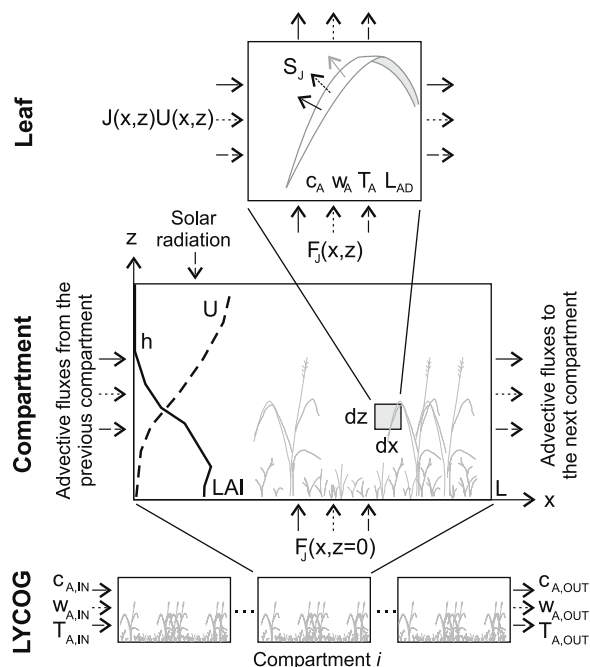 Leaf
S_J
J(x,z)U(x,z)
c_A w_A T_A L_AD
F_J(x,z)
Solar
radiation
Compartment
Advective fluxes from the
previous compartment
z
U
h
LAI
dz
dx
L
x
Advective fluxes to
the next compartment
F_J(x,z=0)
LYCOG
c_A,IN
w_A,IN
T_A,IN
...
...
c_A,OUT
w_A,OUT
T_A,OUT
Compartment i